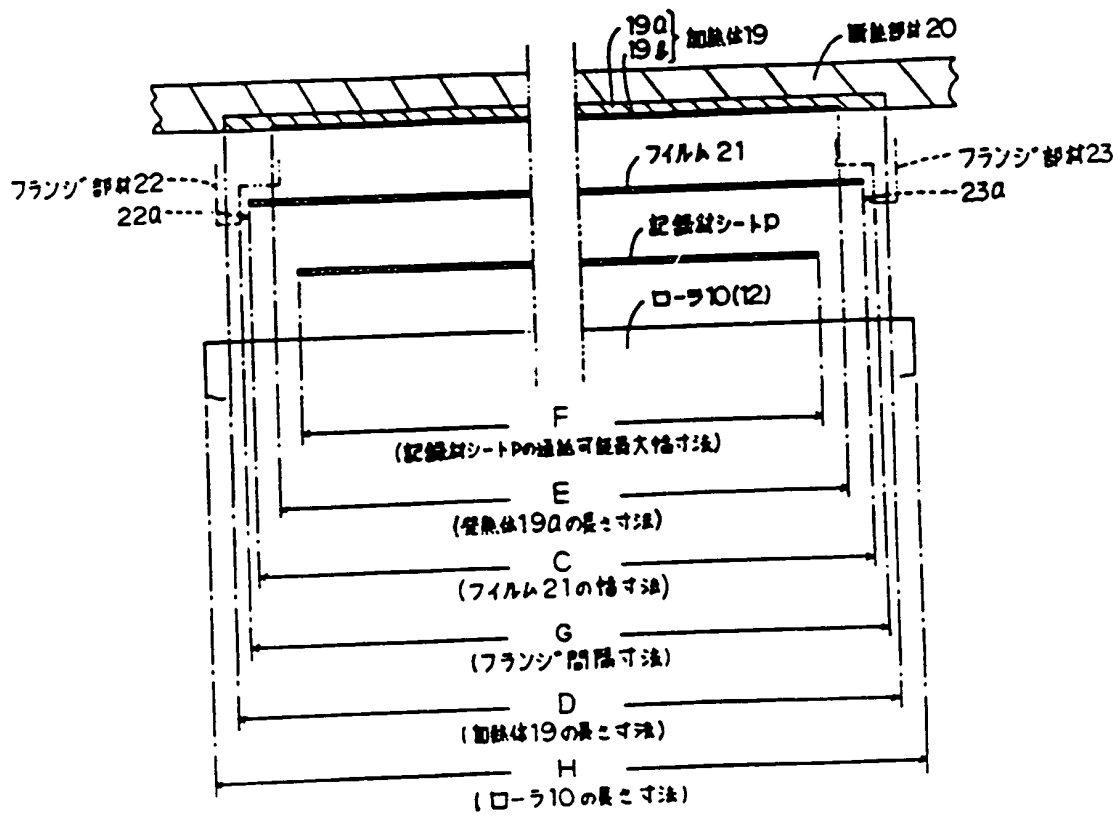 19a
19b
加熱体19
断熱部材20
フィルム21
フランジ部材22
22a
フランジ部材23
23a
記録材シートP
ローラ10(12)
F
(記録材シートPの通紙可能最大幅寸法)
E
(発熱体19aの長さ寸法)
C
(フィルム21の幅寸法)
G
(フランジ間隔寸法)
D
(加熱体19の長さ寸法)
H
(ローラ10の長さ寸法)